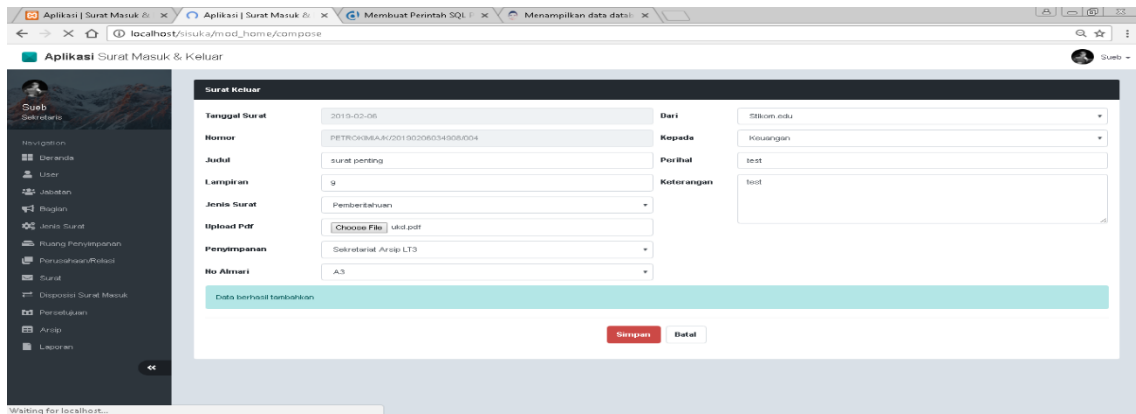 Aplikasi | Surat Masuk &
Aplikasi | Surat Masuk &
Membuat Perintah SQL
Menampilkan data datab
localhost/sisuka/mod_home/compose
Aplikasi Surat Masuk & Keluar
Sueb
Sueb
Sekretaris
Navigation
Beranda
User
Jabatan
Bagian
Jenis Surat
Ruang Penyimpanan
Perusahaan/Relasi
Surat
Disposisi Surat Masuk
Persetujuan
Arsip
Laporan
Surat Keluar
Tanggal Surat 2019-02-06 Dari Stikom.edu
Nomor PETROKIMIA/K/20190206034908/004 Kepada Keuangan
Judul surat penting Perihal test
Lampiran 9 Keterangan test
Jenis Surat Pemberitahuan
Upload Pdf Choose File ukd.pdf
Penyimpanan Sekretariat Arsip LT3
No Almari A3
Data berhasil tambahkan
Simpan Batal
Waiting for localhost...